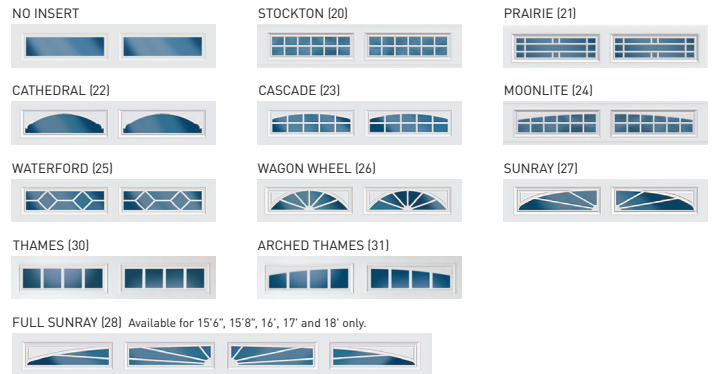 NO INSERT
STOCKTON (20)
PRAIRIE (21)
CATHEDRAL (22)
CASCADE (23)
MOONLITE (24)
WATERFORD (25)
WAGON WHEEL (26)
SUNRAY (27)
THAMES (30)
ARCHED THAMES (31)
FULL SUNRAY (28) Available for 15'6", 15'8", 16', 17' and 18' only.